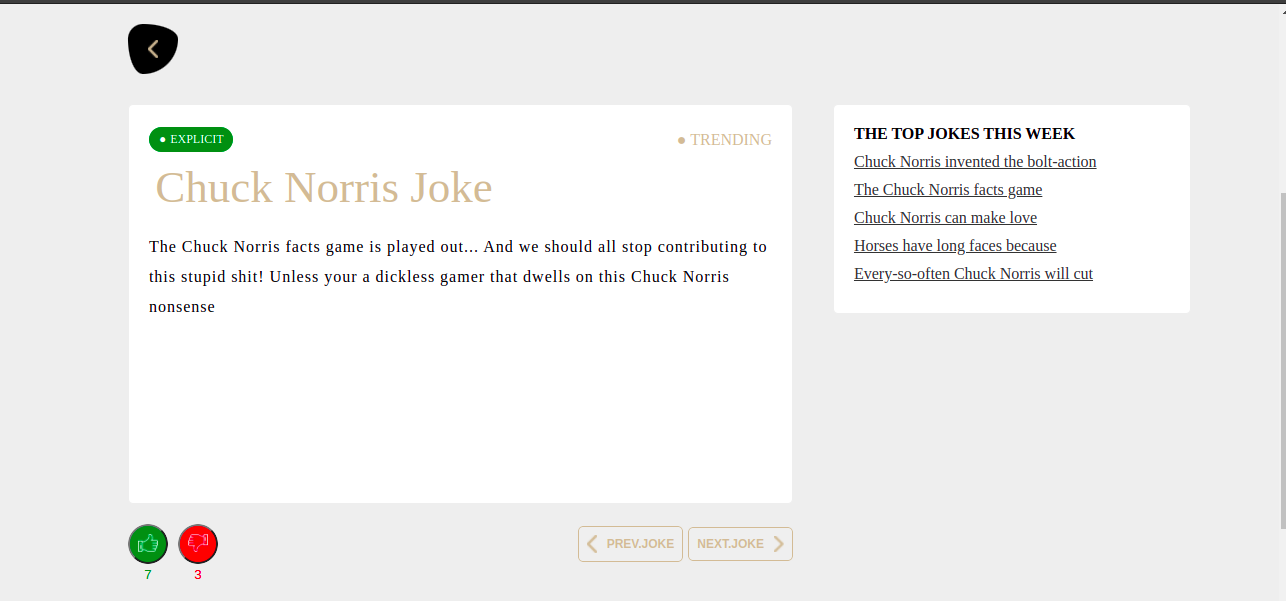 ● EXPLICIT
● TRENDING
Chuck Norris Joke
The Chuck Norris facts game is played out... And we should all stop contributing to
this stupid shit! Unless your a dickless gamer that dwells on this Chuck Norris
nonsense
7
3
PREV.JOKE
NEXT.JOKE
THE TOP JOKES THIS WEEK
Chuck Norris invented the bolt-action
The Chuck Norris facts game
Chuck Norris can make love
Horses have long faces because
Every-so-often Chuck Norris will cut